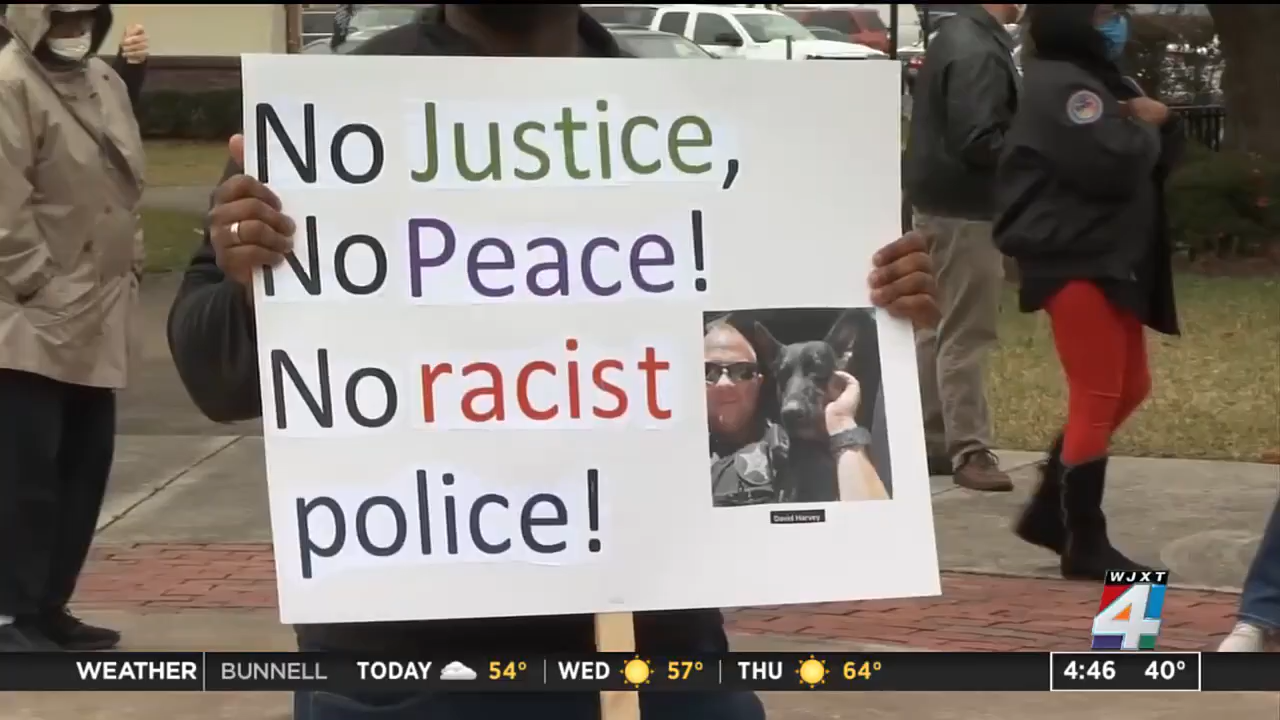 No Justice,
No Peace!
No racist
police!
David Harvey
WJXT
4
WEATHER BUNNELL TODAY 54° WED 57° THU 64° 4:46 40°